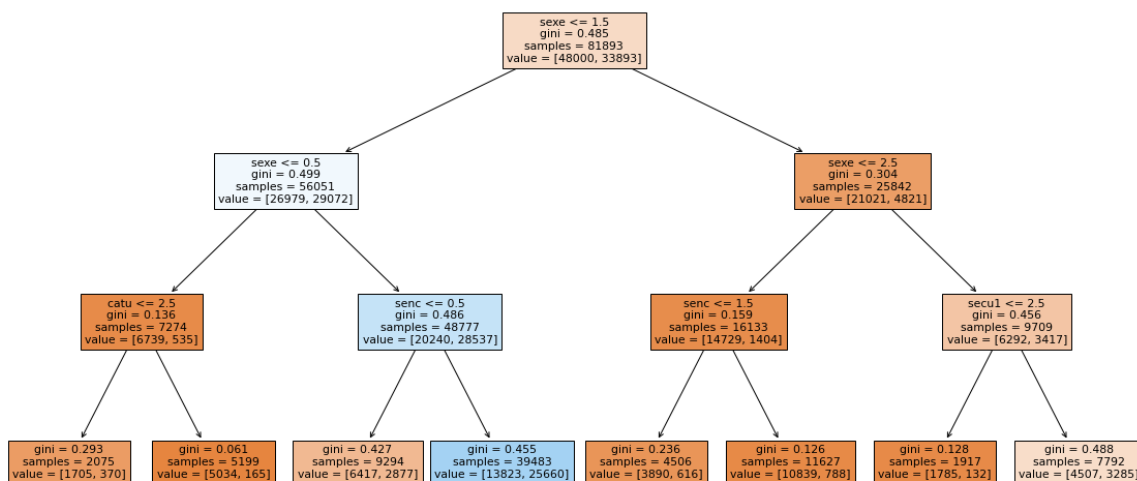 sexe <= 1.5
gini = 0.485
samples = 81893
value = [48000, 33893]
sexe <= 0.5
gini = 0.499
samples = 56051
value = [26979, 29072]
sexe <= 2.5
gini = 0.304
samples = 25842
value = [21021, 4821]
catu <= 2.5
gini = 0.136
samples = 7274
value = [6739, 535]
senc <= 0.5
gini = 0.486
samples = 48777
value = [20240, 28537]
senc <= 1.5
gini = 0.159
samples = 16133
value = [14729, 1404]
secu1 <= 2.5
gini = 0.456
samples = 9709
value = [6292, 3417]
gini = 0.293
samples = 2075
value = [1705, 370]
gini = 0.061
samples = 5199
value = [5034, 165]
gini = 0.427
samples = 9294
value = [6417, 2877]
gini = 0.455
samples = 39483
value = [13823, 25660]
gini = 0.236
samples = 4506
value = [3890, 616]
gini = 0.126
samples = 11627
value = [10839, 788]
gini = 0.128
samples = 1917
value = [1785, 132]
gini = 0.488
samples = 7792
value = [4507, 3285]